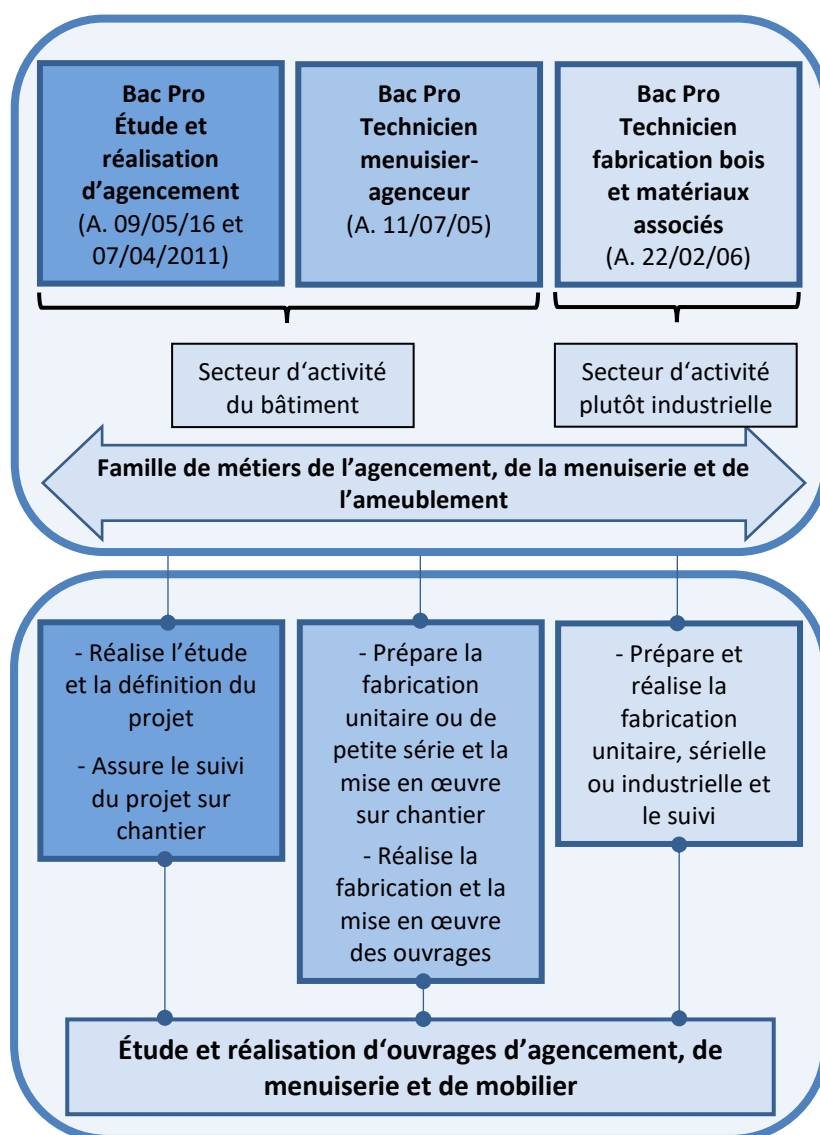 Bac Pro
Étude et
réalisation
d’agencement
(A. 09/05/16 et
07/04/2011)
Bac Pro
Technicien
menuisier-
agenceur
(A. 11/07/05)
Bac Pro
Technicien
fabrication bois
et matériaux
associés
(A. 22/02/06)
Secteur d‘activité
du bâtiment
Secteur d‘activité
plutôt industrielle
Famille de métiers de l’agencement, de la menuiserie et de
l’ameublement
- Réalise l’étude
et la définition du
projet
- Assure le suivi
du projet sur
chantier
- Prépare la
fabrication
unitaire ou de
petite série et la
mise en œuvre
sur chantier
- Réalise la
fabrication et la
mise en œuvre
des ouvrages
- Prépare et
réalise la
fabrication
unitaire, sérielle
ou industrielle et
le suivi
Étude et réalisation d‘ouvrages d’agencement, de
menuiserie et de mobilier